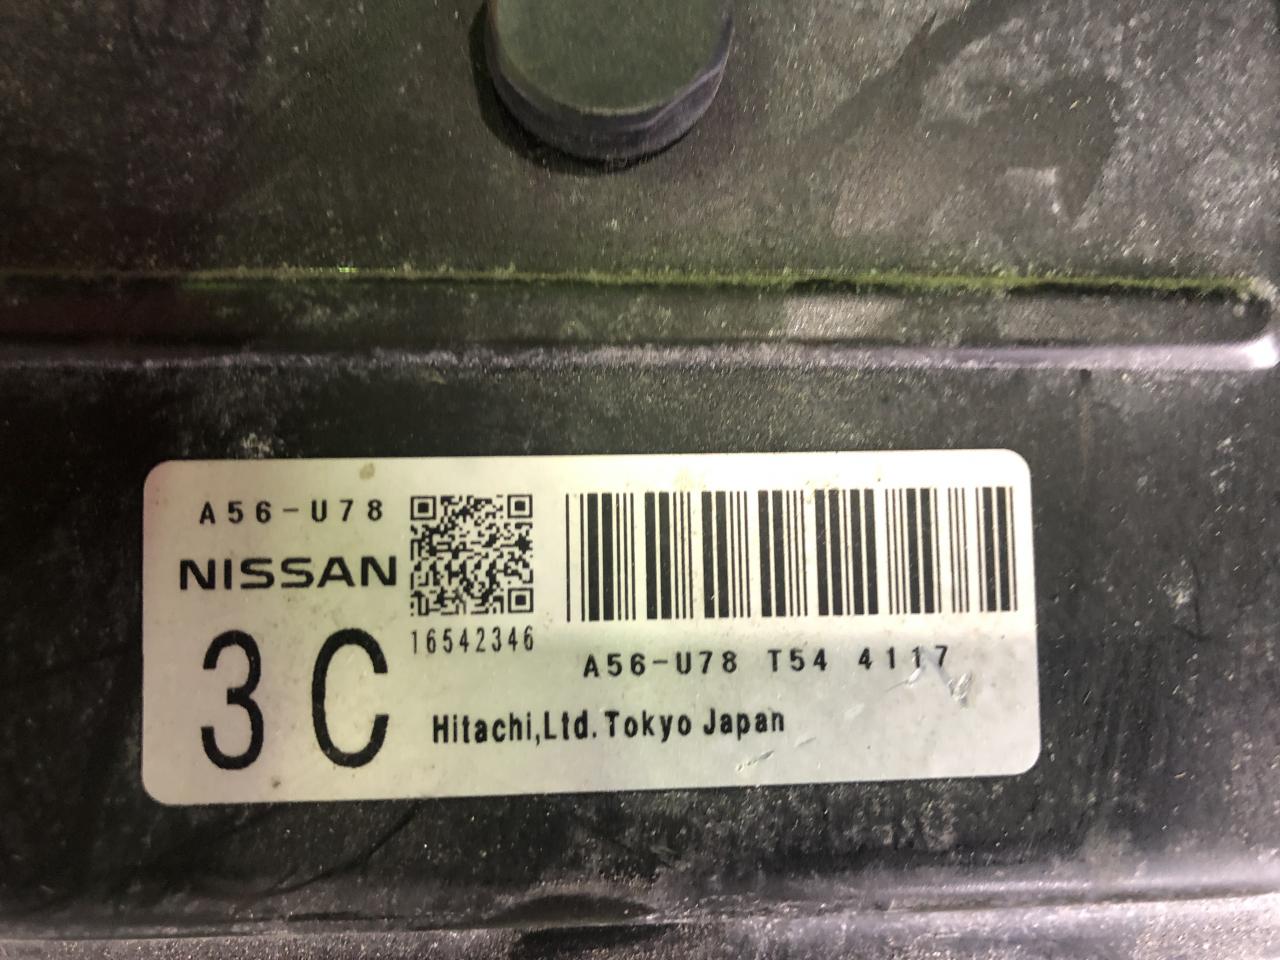 A56-U78
NISSAN
3C
16542346
A56-U78 T54 4117
Hitachi,Ltd. Tokyo Japan